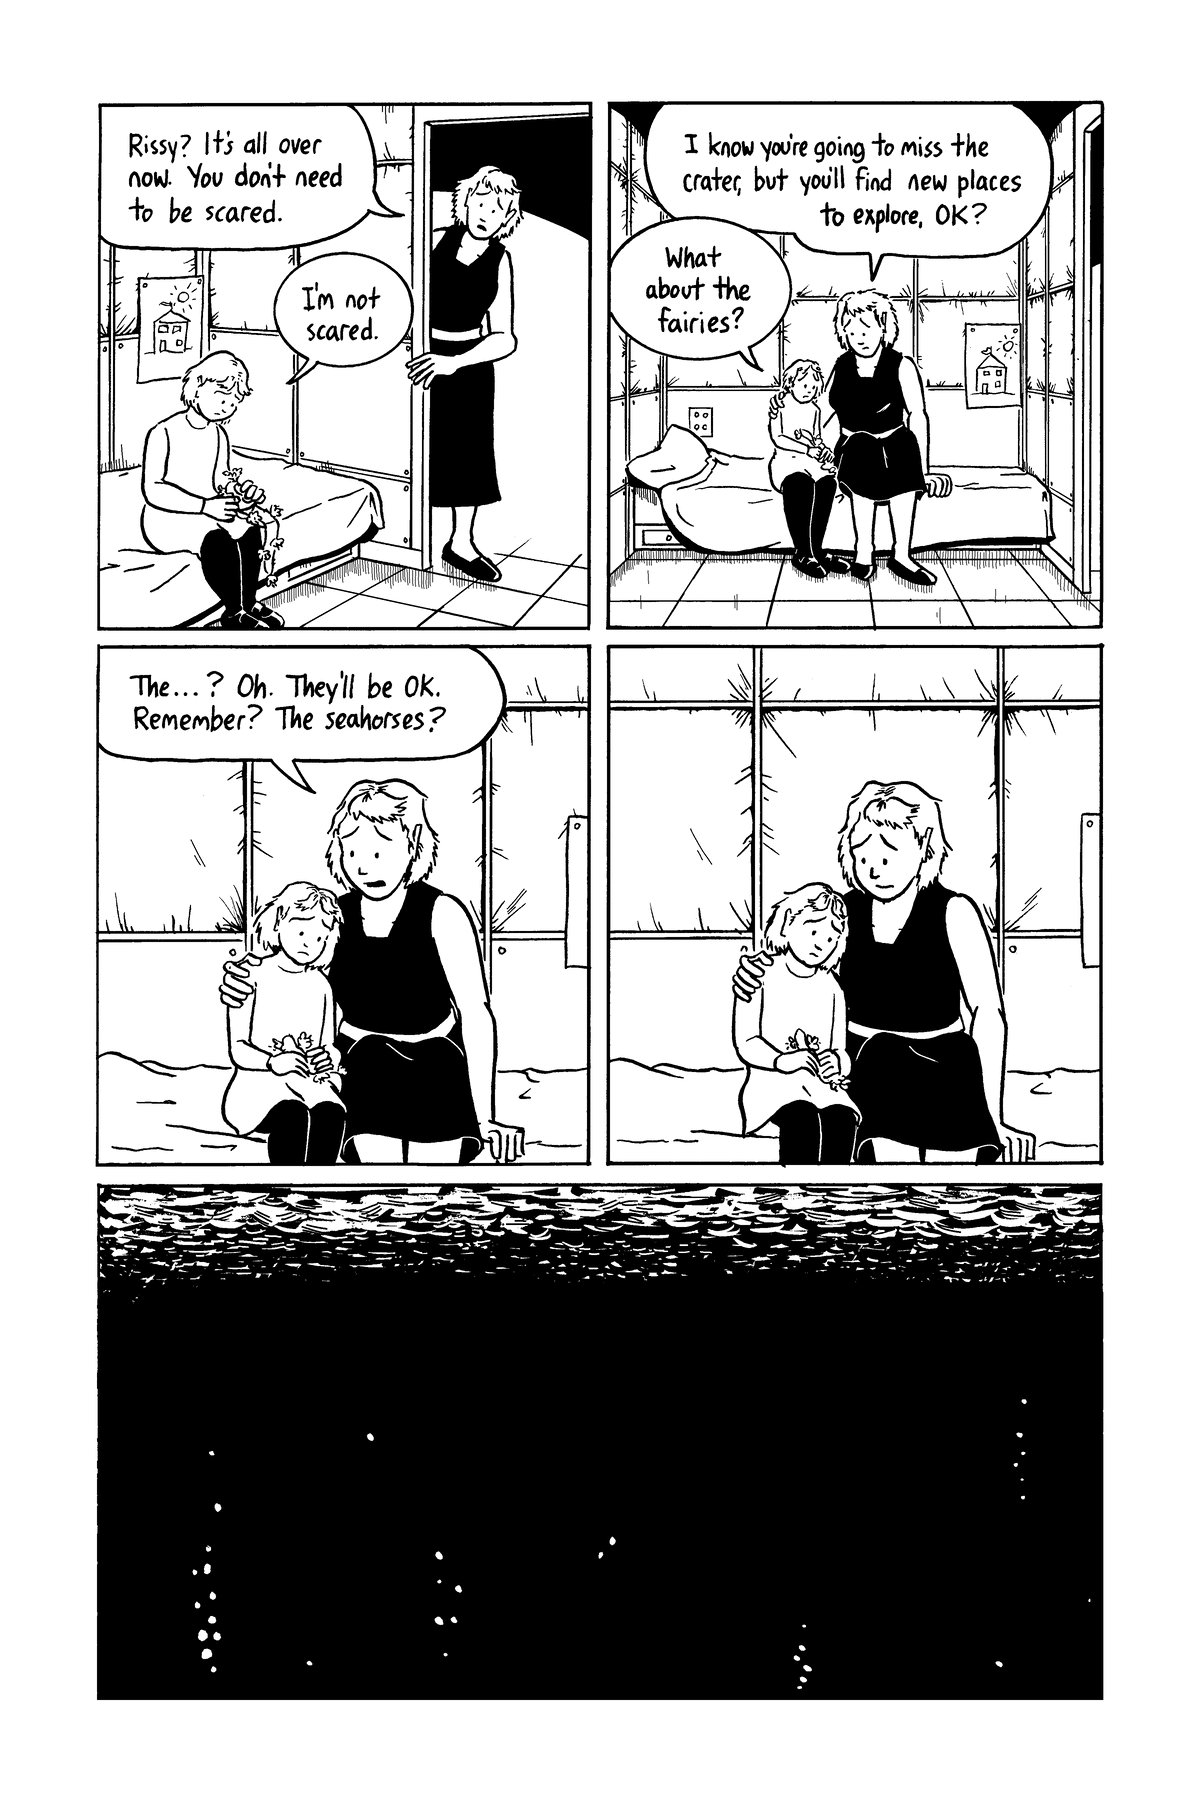 Rissy? It's all over
now. You don't need
to be scared.
I'm not
scared.
I know you're going to miss the
crater, but you'll find new places
to explore, OK?
What
about the
fairies?
The...? Oh. They'll be OK.
Remember? The seahorses?